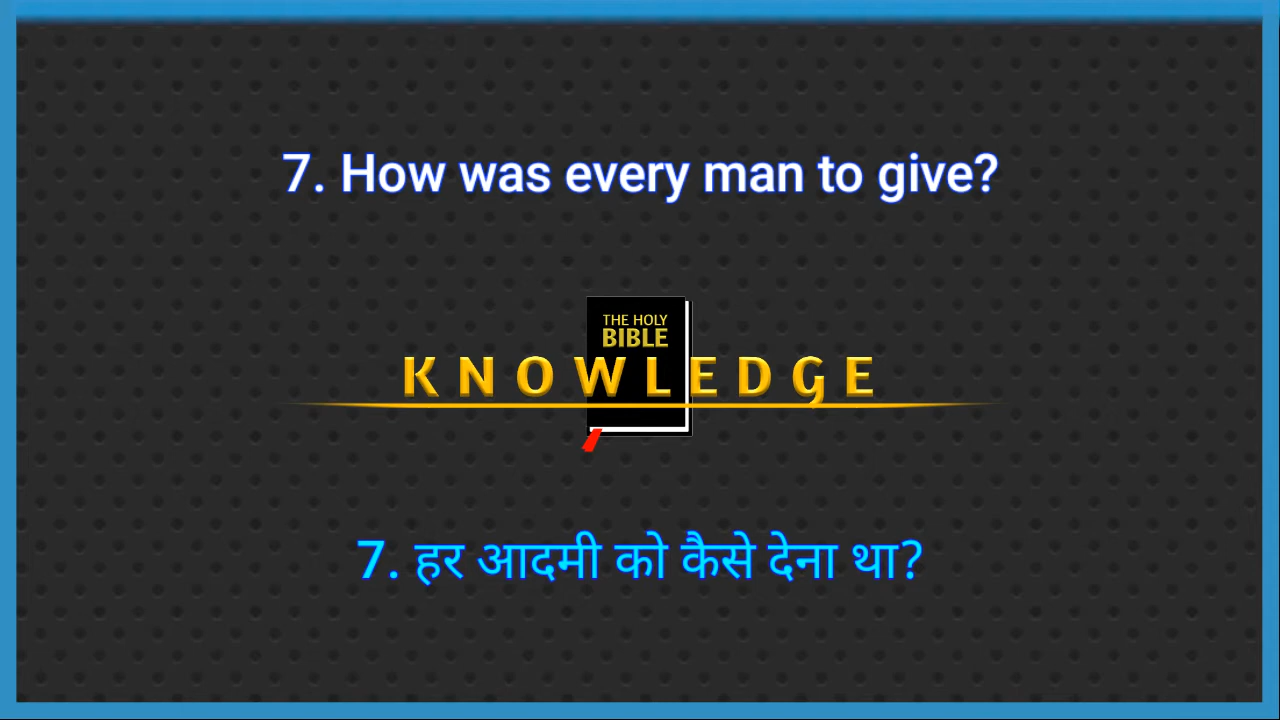 7. How was every man to give?
THE HOLY
BIBLE
KNOWLEDGE
7. हर आदमी को कैसे देना था?